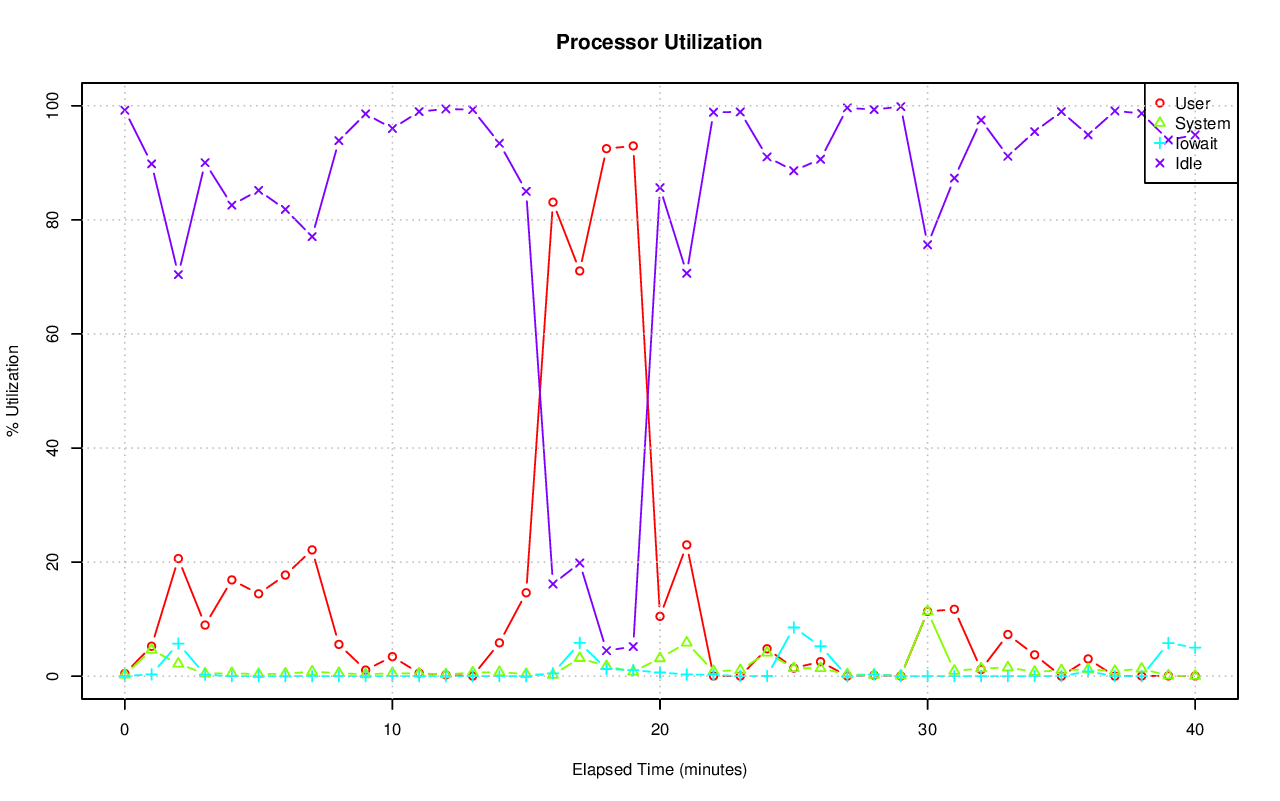 Processor Utilization
% Utilization
100
80
60
40
20
0
User
System
Iowait
Idle
0 10 20 30 40
Elapsed Time (minutes)